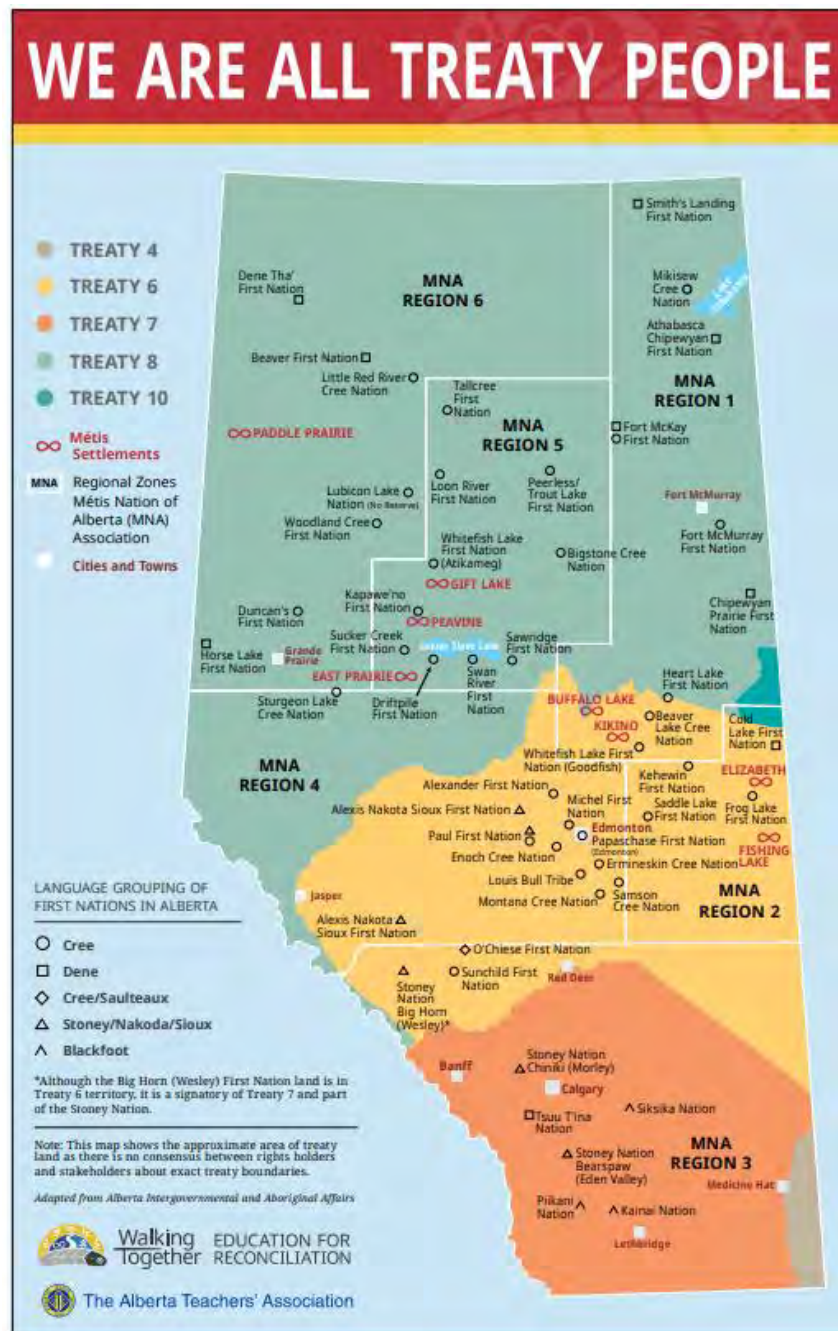 WE ARE ALL TREATY PEOPLE
TREATY 4
TREATY 6
TREATY 7
TREATY 8
TREATY 10
Métis
Settlements
MNA Regional Zones
Métis Nation of
Alberta (MNA)
Association
Cities and Towns
Smith's Landing
First Nation
Dene Tha'
First Nation
MNA
REGION 6
Mikisew
Cree
Nation
Athabasca
Chipewyan
First Nation
Beaver First Nation
Little Red River
Cree Nation
Tallcree
First
Nation
MNA
REGION 1
MNA
REGION 5
PADDLE PRAIRIE
Fort McKay
First Nation
Lubicon Lake
Nation (No Reserve)
Loon River
First Nation
Peerless/
Trout Lake
First Nation
Fort McMurray
Woodland Cree
First Nation
Fort McMurray
First Nation
Whitefish Lake
First Nation
(Atikameg)
Bigstone Cree
Nation
GIFT LAKE
Kapawe'no
First Nation
PEAVINE
Duncan's
First Nation
Chipewyan
Prairie First
Nation
Sucker Creek
First Nation
Sawridge
First Nation
Horse Lake
First Nation
Grande
Prairie
EAST PRAIRIE
Sturgeon Lake
Cree Nation
Driftpile
First Nation
Swan
River
First
Nation
Heart Lake
First Nation
BUFFALO LAKE
KIKINO
Beaver
Lake Cree
Nation
Cold
Lake First
Nation
Whitefish Lake First
Nation (Goodfish)
MNA
REGION 4
Kehewin
First Nation
ELIZABETH
Alexander First Nation
Alexis Nakota Sioux First Nation
Michel First
Nation
Saddle Lake
First Nation
Frog Lake
First Nation
Paul First Nation
Edmonton
Papaschase First Nation
(Edmonton)
Enoch Cree Nation
FISHING
LAKE
Ermineskin Cree Nation
Louis Bull Tribe
Montana Cree Nation
Samson
Cree Nation
MNA
REGION 2
Jasper
Alexis Nakota
Sioux First Nation
O'Chiese First Nation
Sunchild First
Nation
Red Deer
Stoney
Nation
Big Horn
(Wesley)*
Banff
Stoney Nation
Chiniki (Morley)
Calgary
Siksika Nation
Tsuu T'ina
Nation
Stoney Nation
Bearspaw
(Eden Valley)
MNA
REGION 3
Medicine Hat
Piikani
Nation
Kainai Nation
Lethbridge
LANGUAGE GROUPING OF
FIRST NATIONS IN ALBERTA
Cree
Dene
Cree/Saulteaux
Stoney/Nakoda/Sioux
Blackfoot
*Although the Big Horn (Wesley) First Nation land is in
Treaty 6 territory, it is a signatory of Treaty 7 and part
of the Stoney Nation.
Note: This map shows the approximate area of treaty
land as there is no consensus between rights holders
and stakeholders about exact treaty boundaries.
Adapted from Alberta Intergovernmental and Aboriginal Affairs
Walking
Together
EDUCATION FOR
RECONCILIATION
The Alberta Teachers' Association